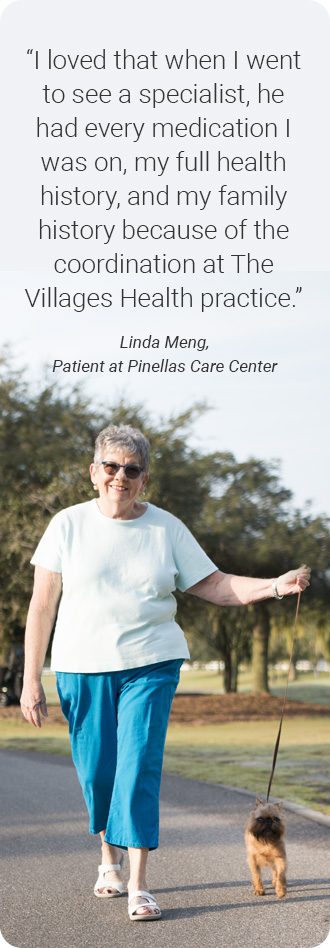 “I loved that when I went
to see a specialist, he
had every medication I
was on, my full health
history, and my family
history because of the
coordination at The
Villages Health practice.”
Linda Meng,
Patient at Pinellas Care Center